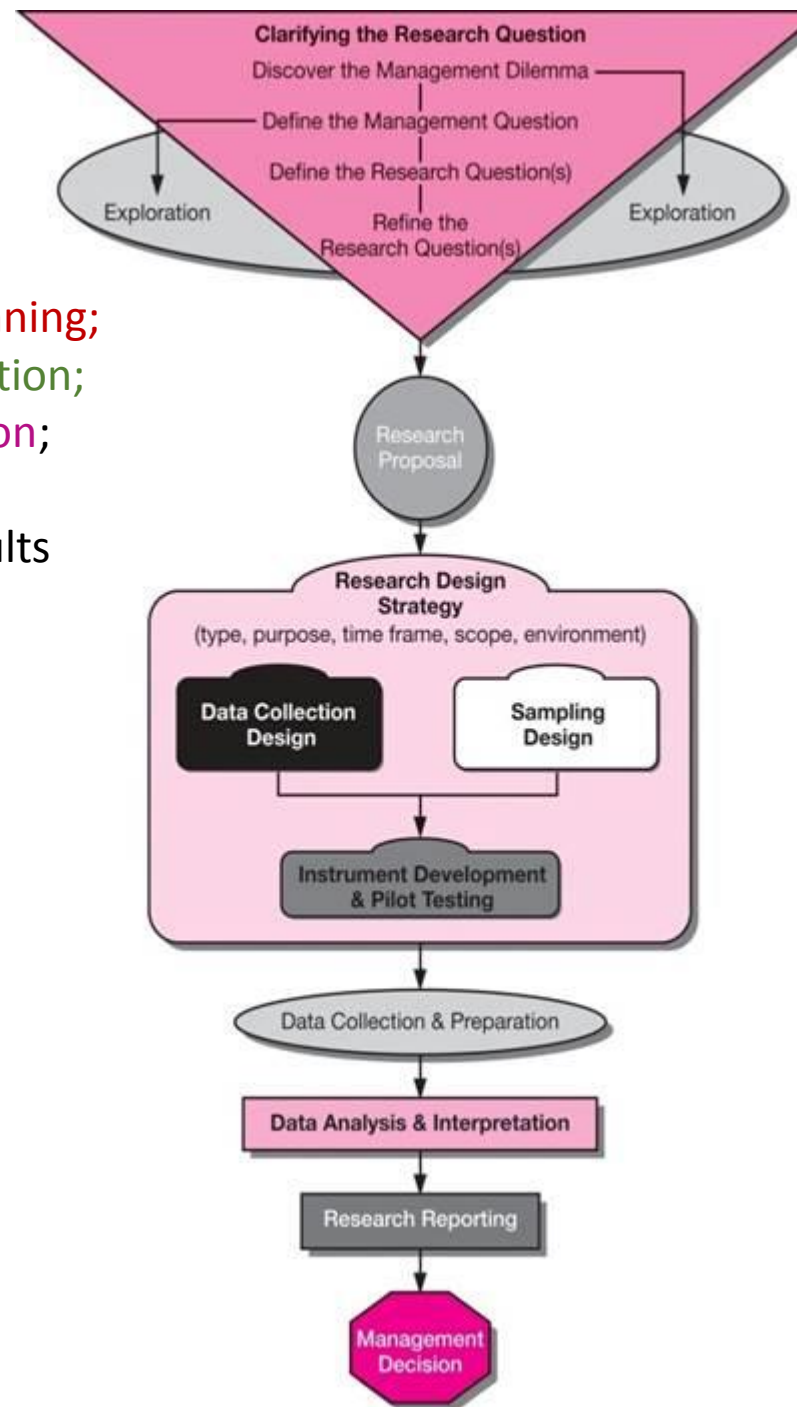 Clarifying the Research Question
Discover the Management Dilemma
Define the Management Question
Define the Research Question(s)
Exploration
Exploration
Refine the
Research Question(s)
ning;
tion;
on;
ults
Research
Proposal
Research Design
Strategy
(type, purpose, time frame, scope, environment)
Data Collection
Design
Sampling
Design
Instrument Development
& Pilot Testing
Data Collection & Preparation
Data Analysis & Interpretation
Research Reporting
Management
Decision